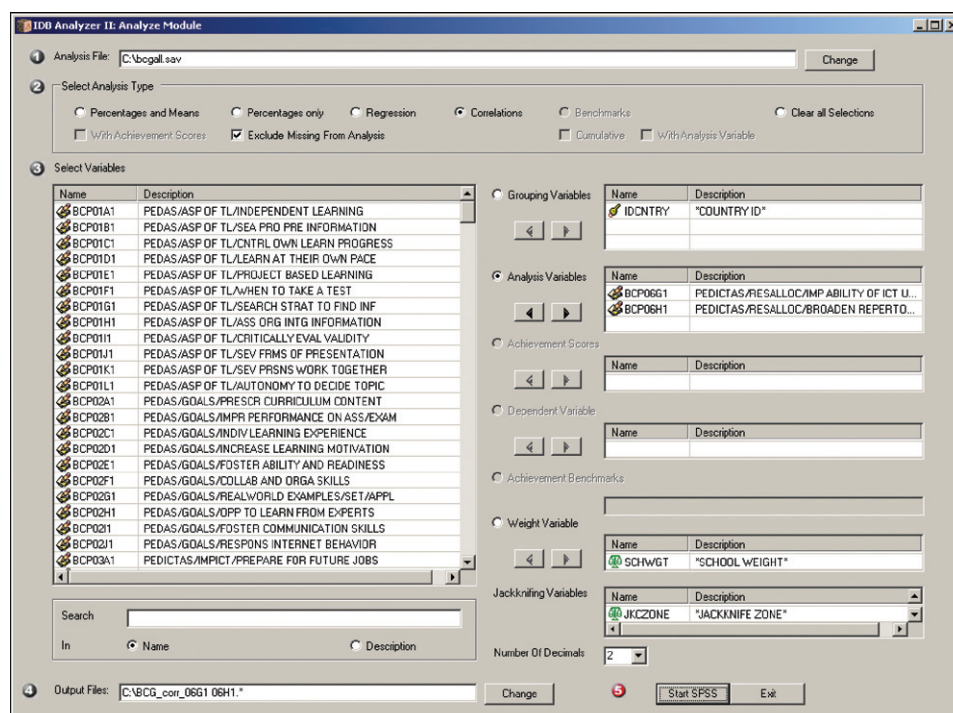 IDB Analyzer II: Analyze Module
1 Analysis File: C:\bcgall.sav Change
2 Select Analysis Type
Percentages and Means Percentages only Regression Correlations Benchmarks Clear all Selections
With Achievement Scores Exclude Missing From Analysis Cumulative With Analysis Variable
3 Select Variables
Name Description
BCP01A1 PEDAS/ASP OF TL/INDEPENDENT LEARNING
BCP01B1 PEDAS/ASP OF TL/SEA PRO PRE INFORMATION
BCP01C1 PEDAS/ASP OF TL/CNTRL OWN LEARN PROGRESS
BCP01D1 PEDAS/ASP OF TL/LEARN AT THEIR OWN PACE
BCP01E1 PEDAS/ASP OF TL/PROJECT BASED LEARNING
BCP01F1 PEDAS/ASP OF TL/WHEN TO TAKE A TEST
BCP01G1 PEDAS/ASP OF TL/SEARCH STRAT TO FIND INF
BCP01H1 PEDAS/ASP OF TL/ASS ORG INTG INFORMATION
BCP01I1 PEDAS/ASP OF TL/CRITICALLY EVAL VALIDITY
BCP01J1 PEDAS/ASP OF TL/SEV FRMS OF PRESENTATION
BCP01K1 PEDAS/ASP OF TL/SEV PRSNS WORK TOGETHER
BCP01L1 PEDAS/ASP OF TL/AUTONOMY TO DECIDE TOPIC
BCP02A1 PEDAS/GOALS/PRESCR CURRICULUM CONTENT
BCP02B1 PEDAS/GOALS/IMPR PERFORMANCE ON ASS/EXAM
BCP02C1 PEDAS/GOALS/INDIV LEARNING EXPERIENCE
BCP02D1 PEDAS/GOALS/INCREASE LEARNING MOTIVATION
BCP02E1 PEDAS/GOALS/FOSTER ABILITY AND READINESS
BCP02F1 PEDAS/GOALS/COLLAB AND ORGA SKILLS
BCP02G1 PEDAS/GOALS/REALWORLD EXAMPLES/SET/APPL
BCP02H1 PEDAS/GOALS/OPP TO LEARN FROM EXPERTS
BCP02I1 PEDAS/GOALS/FOSTER COMMUNICATION SKILLS
BCP02J1 PEDAS/GOALS/RESPONS INTERNET BEHAVIOR
BCP03A1 PEDICTAS/IMPICT/PREPARE FOR FUTURE JOBS
Grouping Variables
Name Description
IDCNTRY *COUNTRY ID*
Analysis Variables
Name Description
BCP06G1 PEDICTAS/RESALLOC/IMP ABILITY OF ICT U...
BCP06H1 PEDICTAS/RESALLOC/BROADEN REPERTO...
Achievement Scores
Name Description
Dependent Variable
Name Description
Achievement Benchmarks
Weight Variable
Name Description
SCHWGT *SCHOOL WEIGHT*
Jackknifing Variables
Name Description
JKCZONE *JACKKNIFE ZONE*
Search
In Name Description
Number Of Decimals 2
4 Output Files: C:\BCG_corr_06G1 06H1.* Change
5 Start SPSS Exit